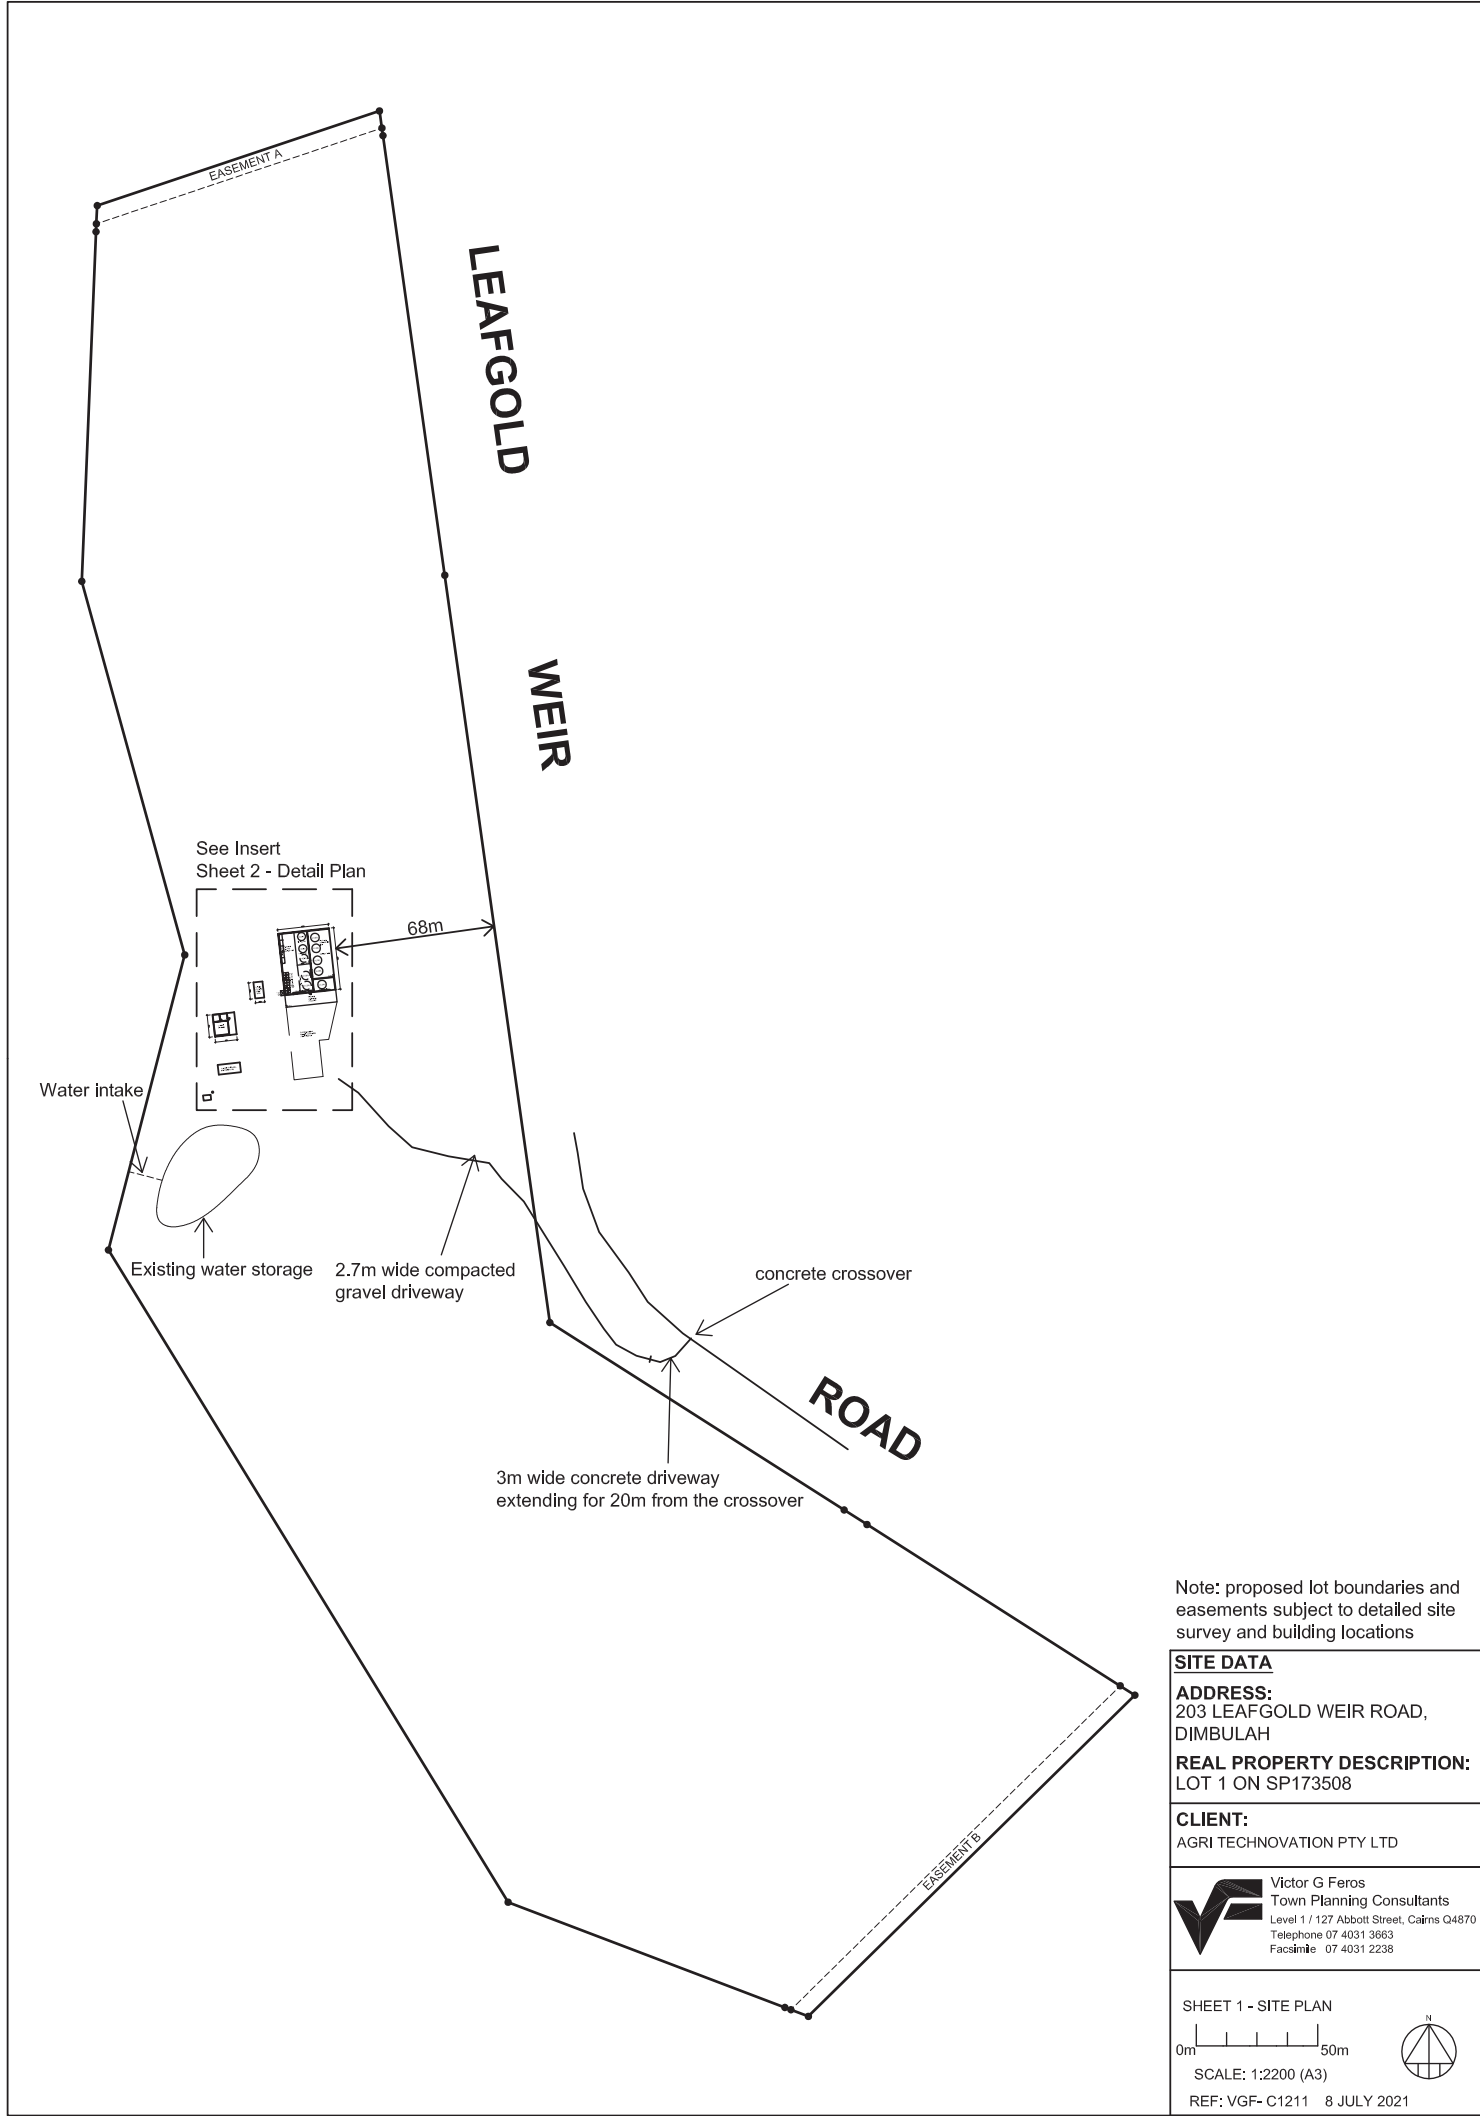 EASEMENT A
LEAFGOLD
WEIR
See Insert
Sheet 2 - Detail Plan
68m
Water intake
Existing water storage
2.7m wide compacted
gravel driveway
concrete crossover
ROAD
3m wide concrete driveway
extending for 20m from the crossover
EASEMENT B
Note: proposed lot boundaries and
easements subject to detailed site
survey and building locations
SITE DATA
ADDRESS:
203 LEAFGOLD WEIR ROAD,
DIMBULAH
REAL PROPERTY DESCRIPTION:
LOT 1 ON SP173508
CLIENT:
AGRI TECHNOVATION PTY LTD
Victor G Feros
Town Planning Consultants
Level 1 / 127 Abbott Street, Cairns Q4870
Telephone 07 4031 3663
Facsimile 07 4031 2238
SHEET 1 - SITE PLAN
0m 50m
N
SCALE: 1:2200 (A3)
REF: VGF- C1211 8 JULY 2021